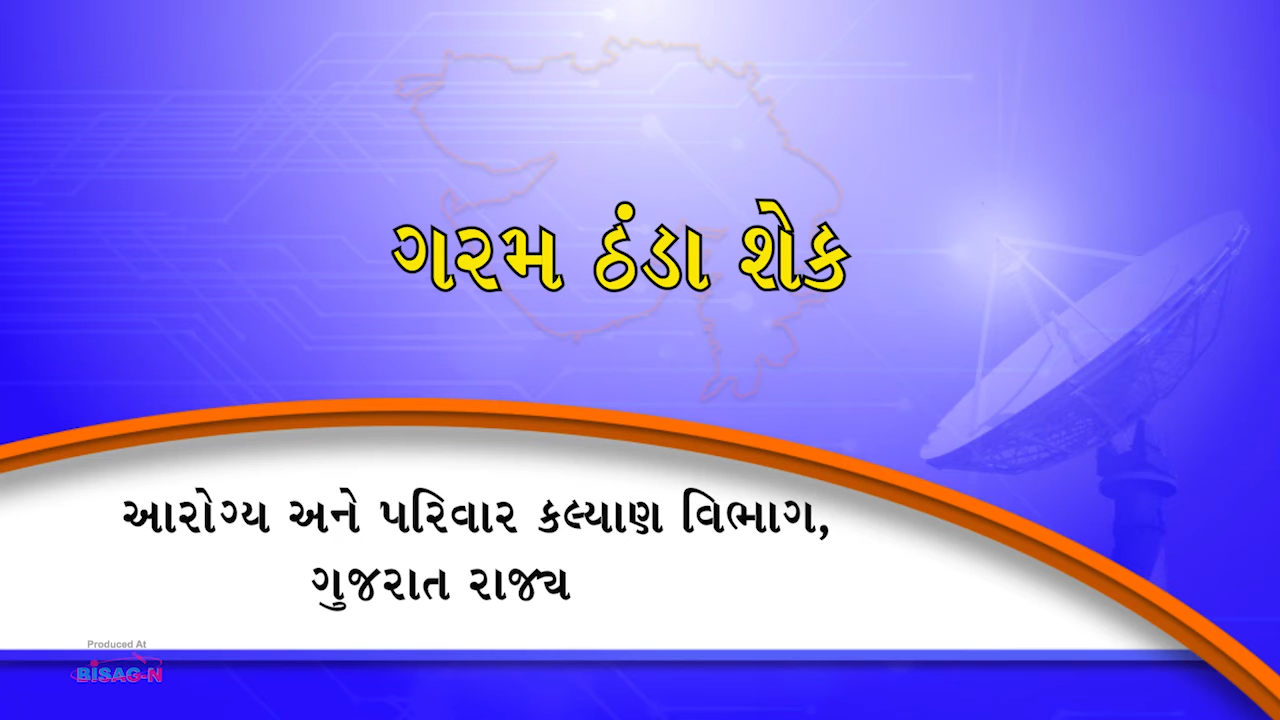 ગરમ ઠંડા શેક
આરોગ્ય અને પરિવાર કલ્યાણ વિભાગ,
ગુજરાત રાજ્ય
Produced At
BISAG-N